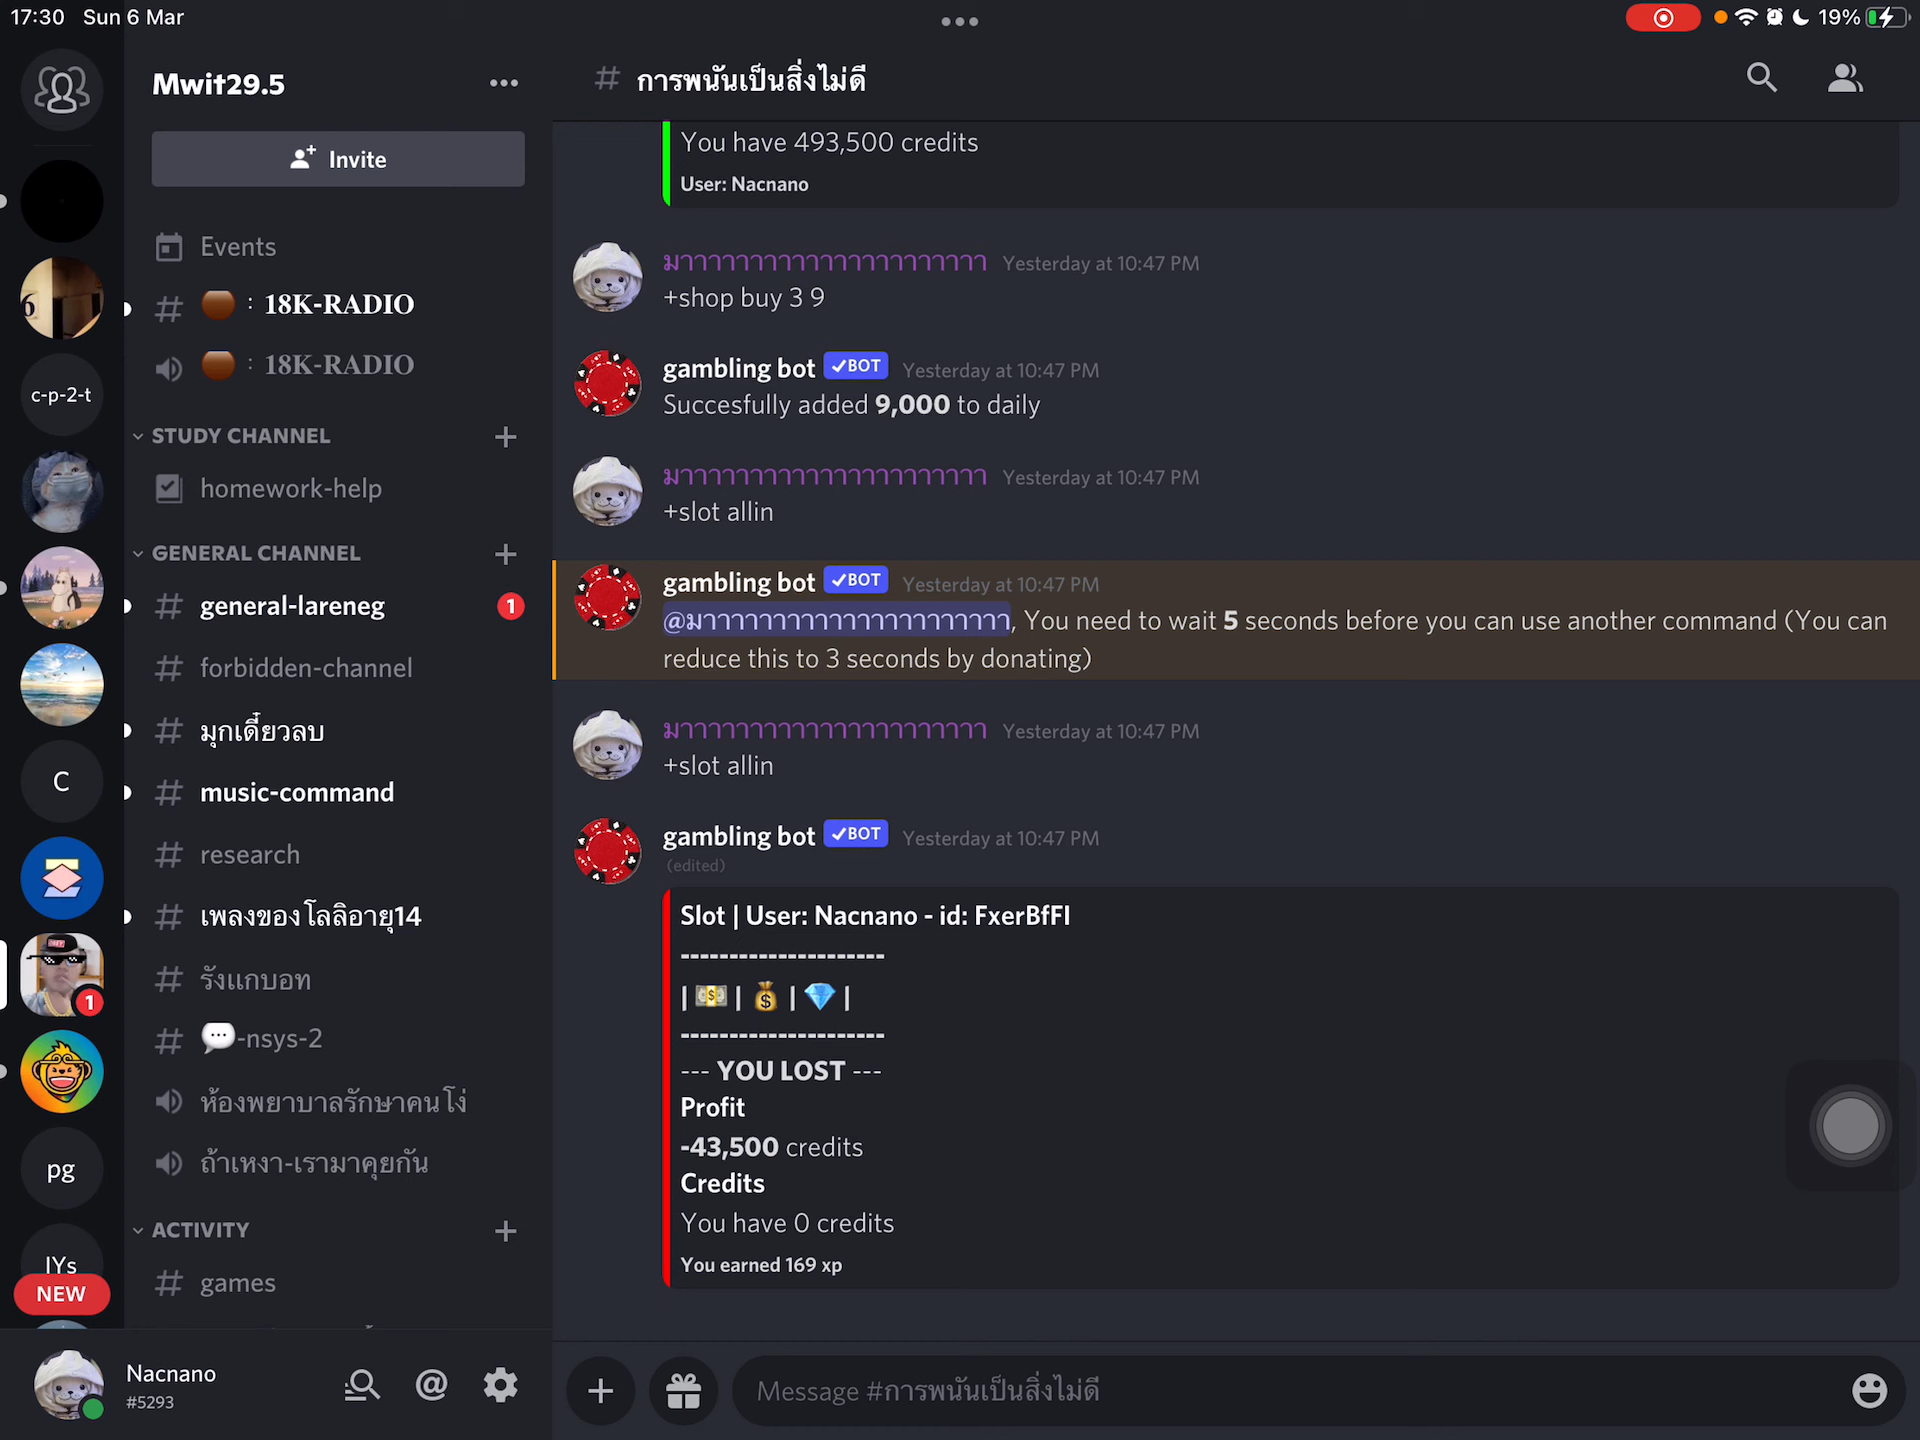 17:30 Sun 6 Mar
19%
Mwit29.5
Invite
Events
: 18K-RADIO
: 18K-RADIO
STUDY CHANNEL
homework-help
GENERAL CHANNEL
general-lareneg
1
forbidden-channel
มุกเดี๋ยวลบ
music-command
research
เพลงของโลลิอายุ14
รังแกบอท
-nsys-2
ห้องพยาบาลรักษาคนโง่
ถ้าเหงา-เรามาคุยกัน
ACTIVITY
games
6
c-p-2-t
C
1
pg
IYs
NEW
Nacnano
#5293
# การพนันเป็นสิ่งไม่ดี
You have 493,500 credits
User: Nacnano
มาาาาาาาาาาาาาาาาาาาาาา Yesterday at 10:47 PM
+shop buy 3 9
gambling bot BOT Yesterday at 10:47 PM
Succesfully added 9,000 to daily
มาาาาาาาาาาาาาาาาาาาาาา Yesterday at 10:47 PM
+slot allin
gambling bot BOT Yesterday at 10:47 PM
@มาาาาาาาาาาาาาาาาาาาาาา, You need to wait 5 seconds before you can use another command (You can
reduce this to 3 seconds by donating)
มาาาาาาาาาาาาาาาาาาาาาา Yesterday at 10:47 PM
+slot allin
gambling bot BOT Yesterday at 10:47 PM
(edited)
Slot | User: Nacnano - id: FxerBfFI
---------------------
| 💵 | 💰 | 💎 |
---------------------
--- YOU LOST ---
Profit
-43,500 credits
Credits
You have 0 credits
You earned 169 xp
Message #การพนันเป็นสิ่งไม่ดี